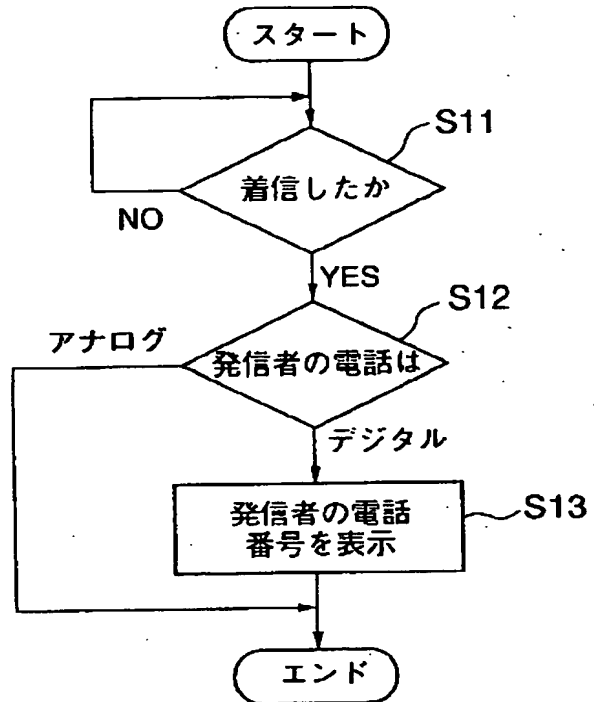 スタート
S11
着信したか
NO
YES
S12
アナログ
発信者の電話は
デジタル
発信者の電話
番号を表示
S13
エンド